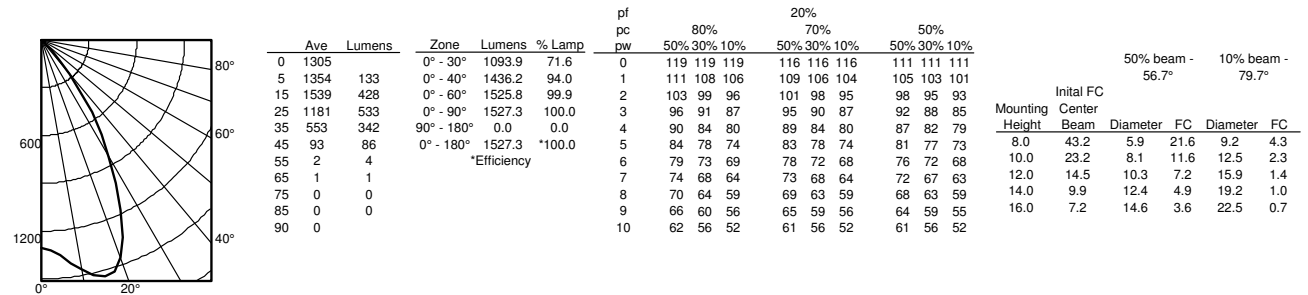 600
1200
0°
20°
40°
60°
80°
Ave Lumens
0 1305
5 1354 133
15 1539 428
25 1181 533
35 553 342
45 93 86
55 2 4
65 1 1
75 0 0
85 0 0
90 0
Zone Lumens % Lamp
0° - 30° 1093.9 71.6
0° - 40° 1436.2 94.0
0° - 60° 1525.8 99.9
0° - 90° 1527.3 100.0
90° - 180° 0.0 0.0
0° - 180° 1527.3 *100.0
*Efficiency
pf 20%
pc 80% 70% 50%
pw 50% 30% 10% 50% 30% 10% 50% 30% 10%
0 119 119 119 116 116 116 111 111 111
1 111 108 106 109 106 104 105 103 101
2 103 99 96 101 98 95 98 95 93
3 96 91 87 95 90 87 92 88 85
4 90 84 80 89 84 80 87 82 79
5 84 78 74 83 78 74 81 77 73
6 79 73 69 78 72 68 76 72 68
7 74 68 64 73 68 64 72 67 63
8 70 64 59 69 63 59 68 63 59
9 66 60 56 65 59 56 64 59 55
10 62 56 52 61 56 52 61 56 52
50% beam - 10% beam -
56.7° 79.7°
Inital FC
Mounting Center
Height Beam Diameter FC Diameter FC
8.0 43.2 5.9 21.6 9.2 4.3
10.0 23.2 8.1 11.6 12.5 2.3
12.0 14.5 10.3 7.2 15.9 1.4
14.0 9.9 12.4 4.9 19.2 1.0
16.0 7.2 14.6 3.6 22.5 0.7